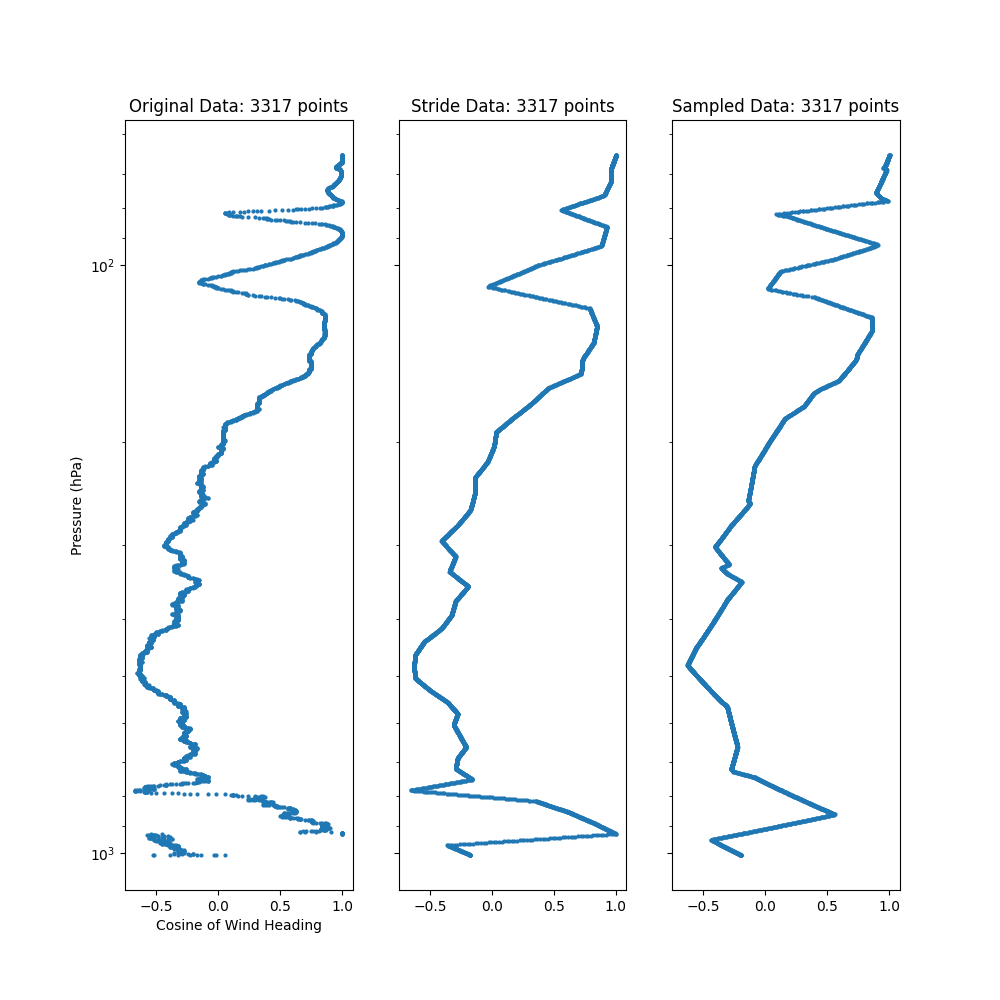 Original Data: 3317 points
Stride Data: 3317 points
Sampled Data: 3317 points
Pressure (hPa)
10²
10³
−0.5 0.0 0.5 1.0
−0.5 0.0 0.5 1.0
−0.5 0.0 0.5 1.0
Cosine of Wind Heading